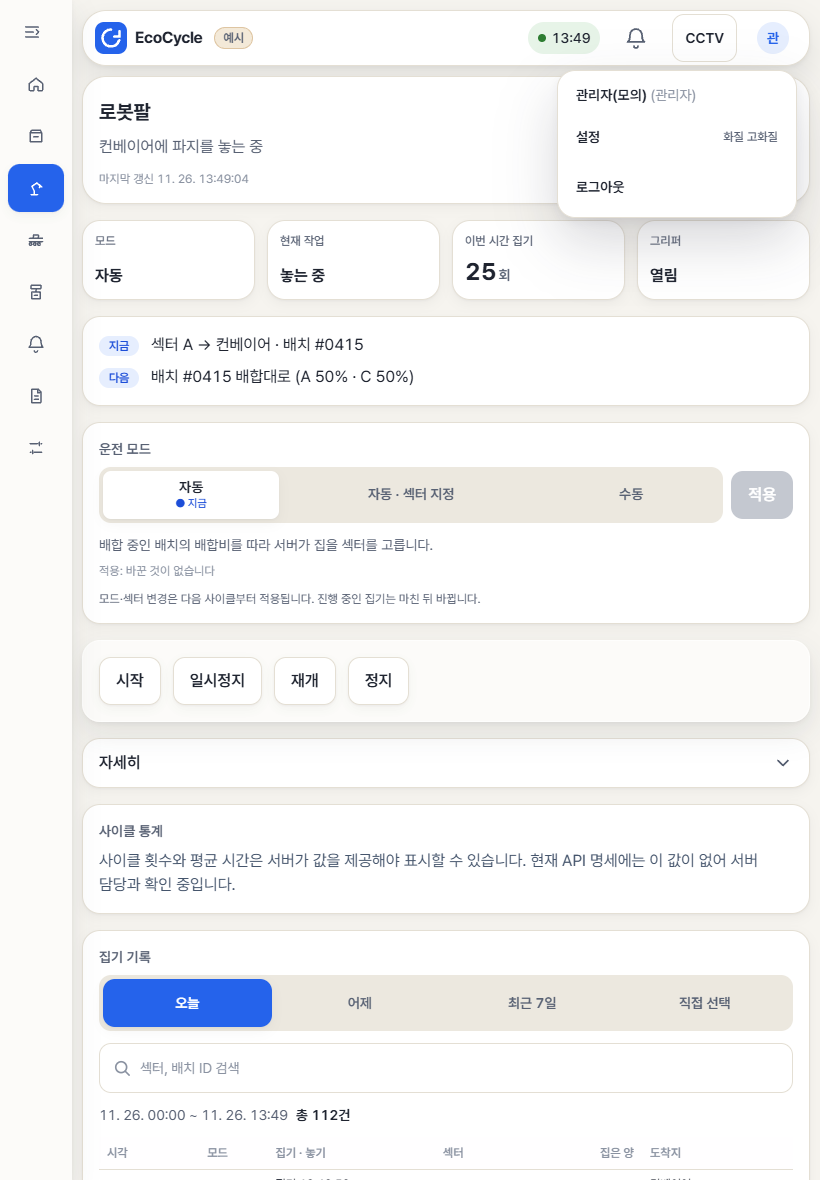 EcoCycle 예시 13:49 CCTV 관
관리자(모의) (관리자)
설정 화질 고화질
로그아웃
로봇팔
컨베이어에 파지를 놓는 중
마지막 갱신 11. 26. 13:49:04
모드 현재 작업 이번 시간 집기 그리퍼
자동 놓는 중 25회 열림
지금 섹터 A → 컨베이어 · 배치 #0415
다음 배치 #0415 배합대로 (A 50% · C 50%)
운전 모드
자동 자동 · 섹터 지정 수동 적용
지금
배합 중인 배치의 배합비를 따라 서버가 집을 섹터를 고릅니다.
적용: 바꾼 것이 없습니다
모드·섹터 변경은 다음 사이클부터 적용됩니다. 진행 중인 집기는 마친 뒤 바뀝니다.
시작 일시정지 재개 정지
자세히
사이클 통계
사이클 횟수와 평균 시간은 서버가 값을 제공해야 표시할 수 있습니다. 현재 API 명세에는 이 값이 없어 서버
담당과 확인 중입니다.
집기 기록
오늘 어제 최근 7일 직접 선택
섹터, 배치 ID 검색
11. 26. 00:00 ~ 11. 26. 13:49 총 112건
시각 모드 집기 · 놓기 섹터 집은 양 도착지